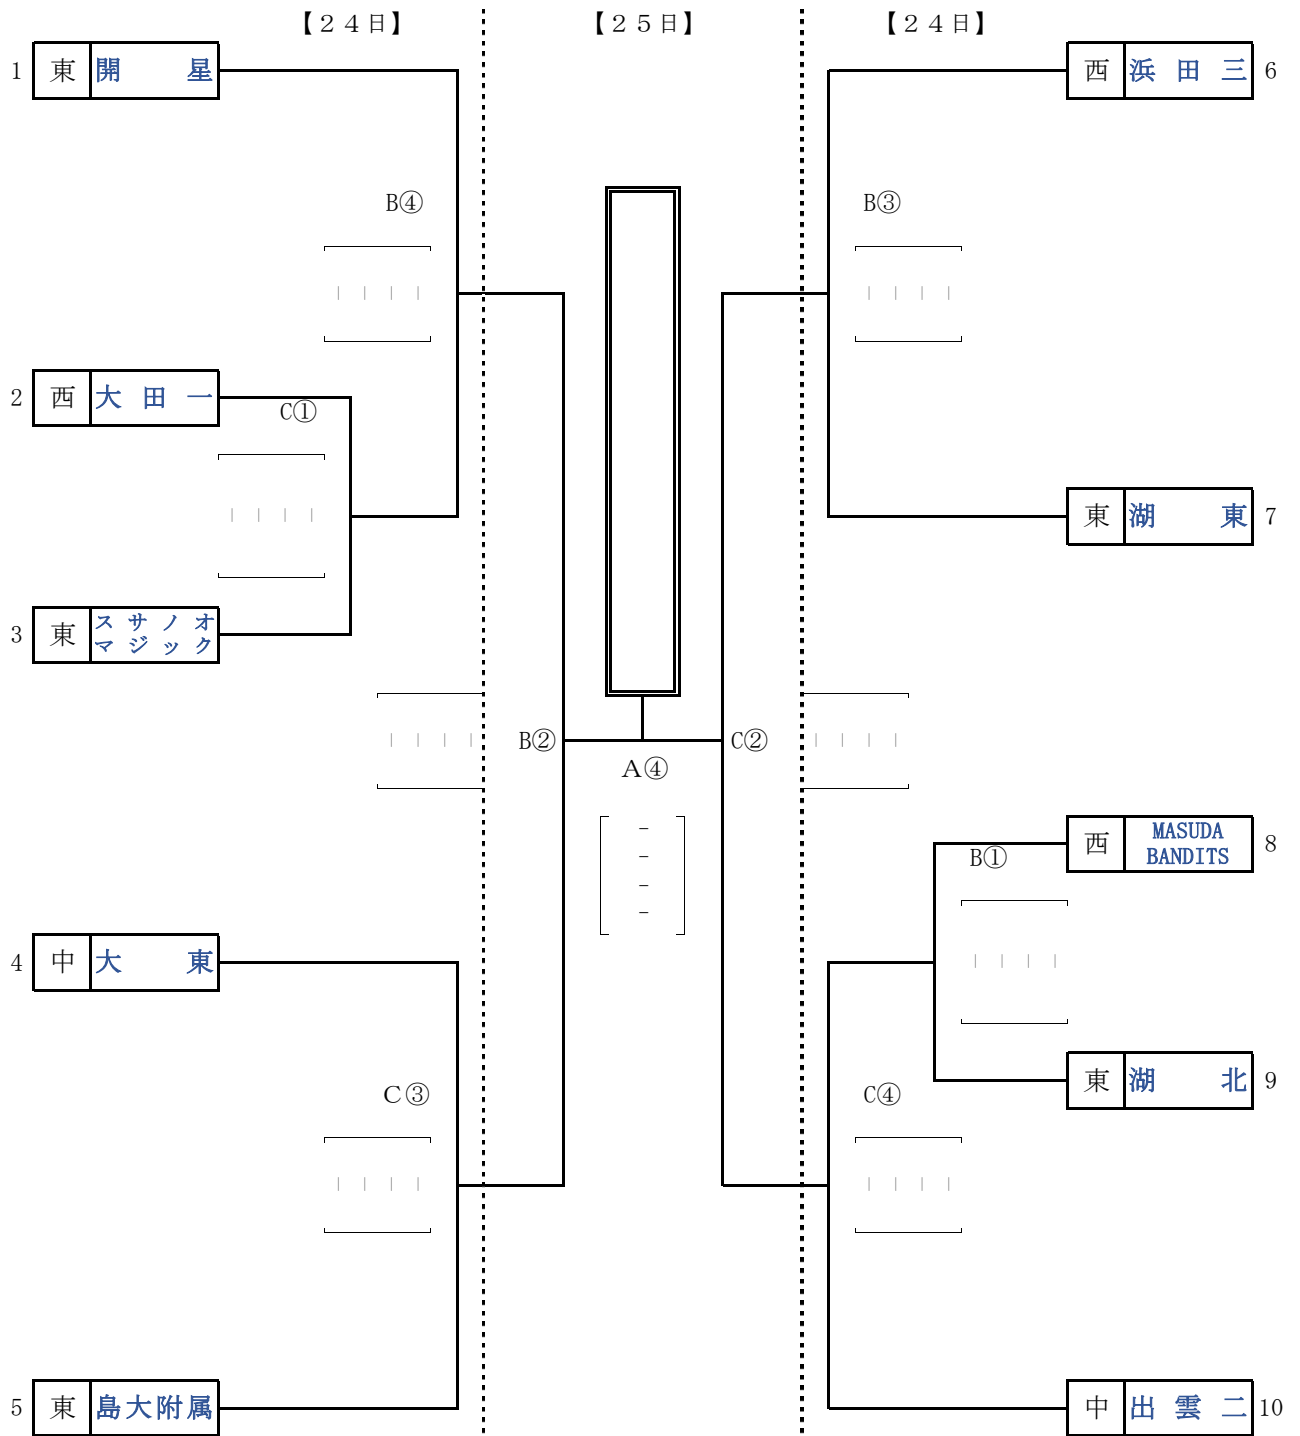 【２４日】 【２５日】 【２４日】
1 東 開 星
西 浜 田 三 6
B④ B③
2 西 大 田 一
C①
東 湖 東 7
3 東 スサノオ
マジック
B② C②
A④
-
-
-
-
西 MASUDA
BANDITS 8
B①
4 中 大 東
東 湖 北 9
C③ C④
5 東 島大附属
中 出 雲 二 10